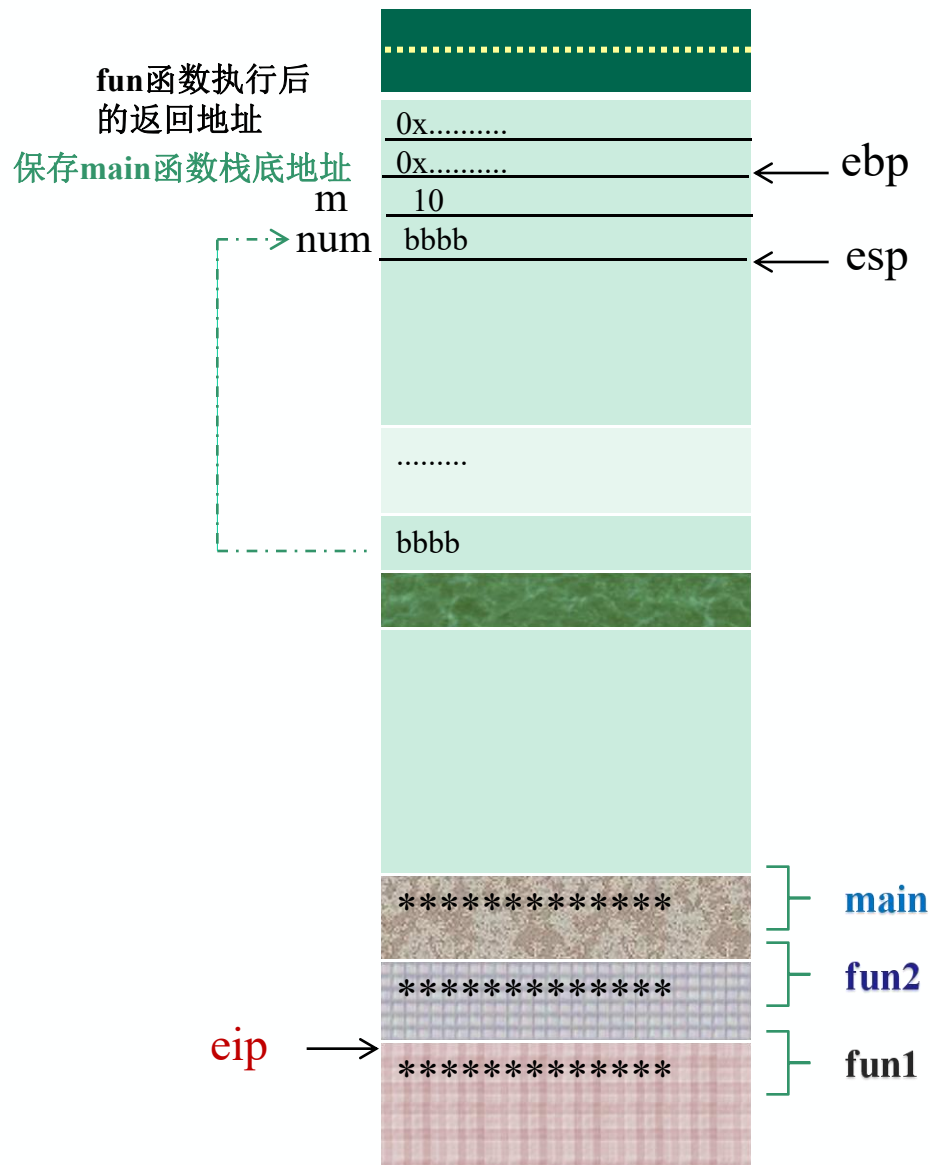 fun函数执行后
的返回地址
0x..........
保存main函数栈底地址
0x..........
ebp
m
10
num
bbbb
esp
.........
bbbb
*************
main
*************
fun2
eip
*************
fun1